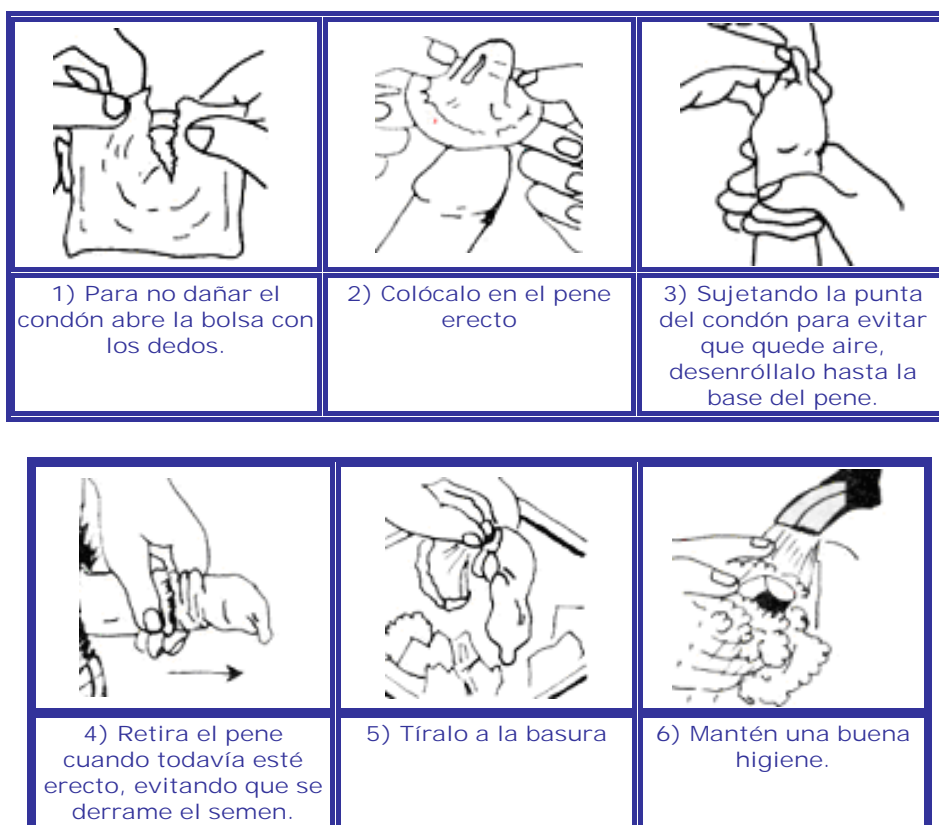 1) Para no dañar el
condón abre la bolsa con
los dedos.
2) Colócalo en el pene
erecto
3) Sujetando la punta
del condón para evitar
que quede aire,
desenróllalo hasta la
base del pene.
4) Retira el pene
cuando todavía esté
erecto, evitando que se
derrame el semen.
5) Tíralo a la basura
6) Mantén una buena
higiene.